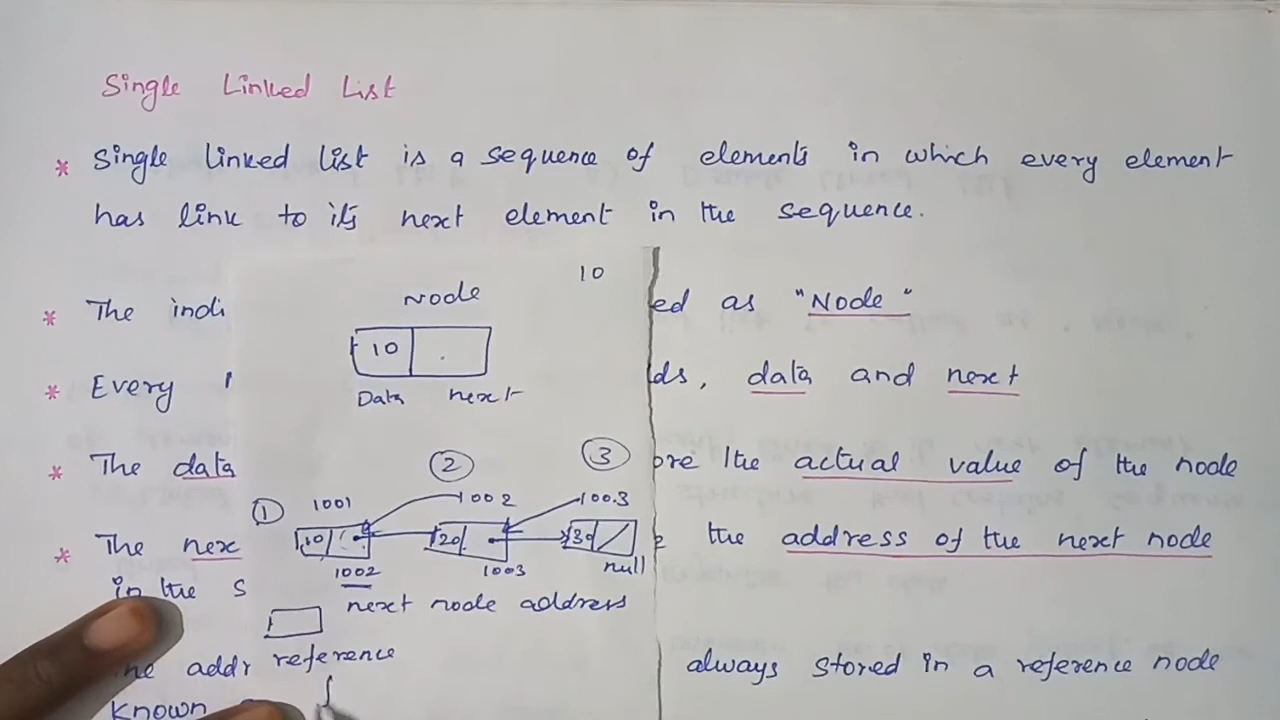 Single Linked List
* Single linked list is a sequence of elements in which every element
has link to its next element in the sequence.
10
Node
* The indi ed as "Node"
10
* Every ds, data and next
Data next
* The data ore the actual value of the node
1 1001 2 1002 3 1003
10 20 30
* The nex the address of the next node
1002 1003 null
in the s next node address
reference
addr always stored in a reference node
known